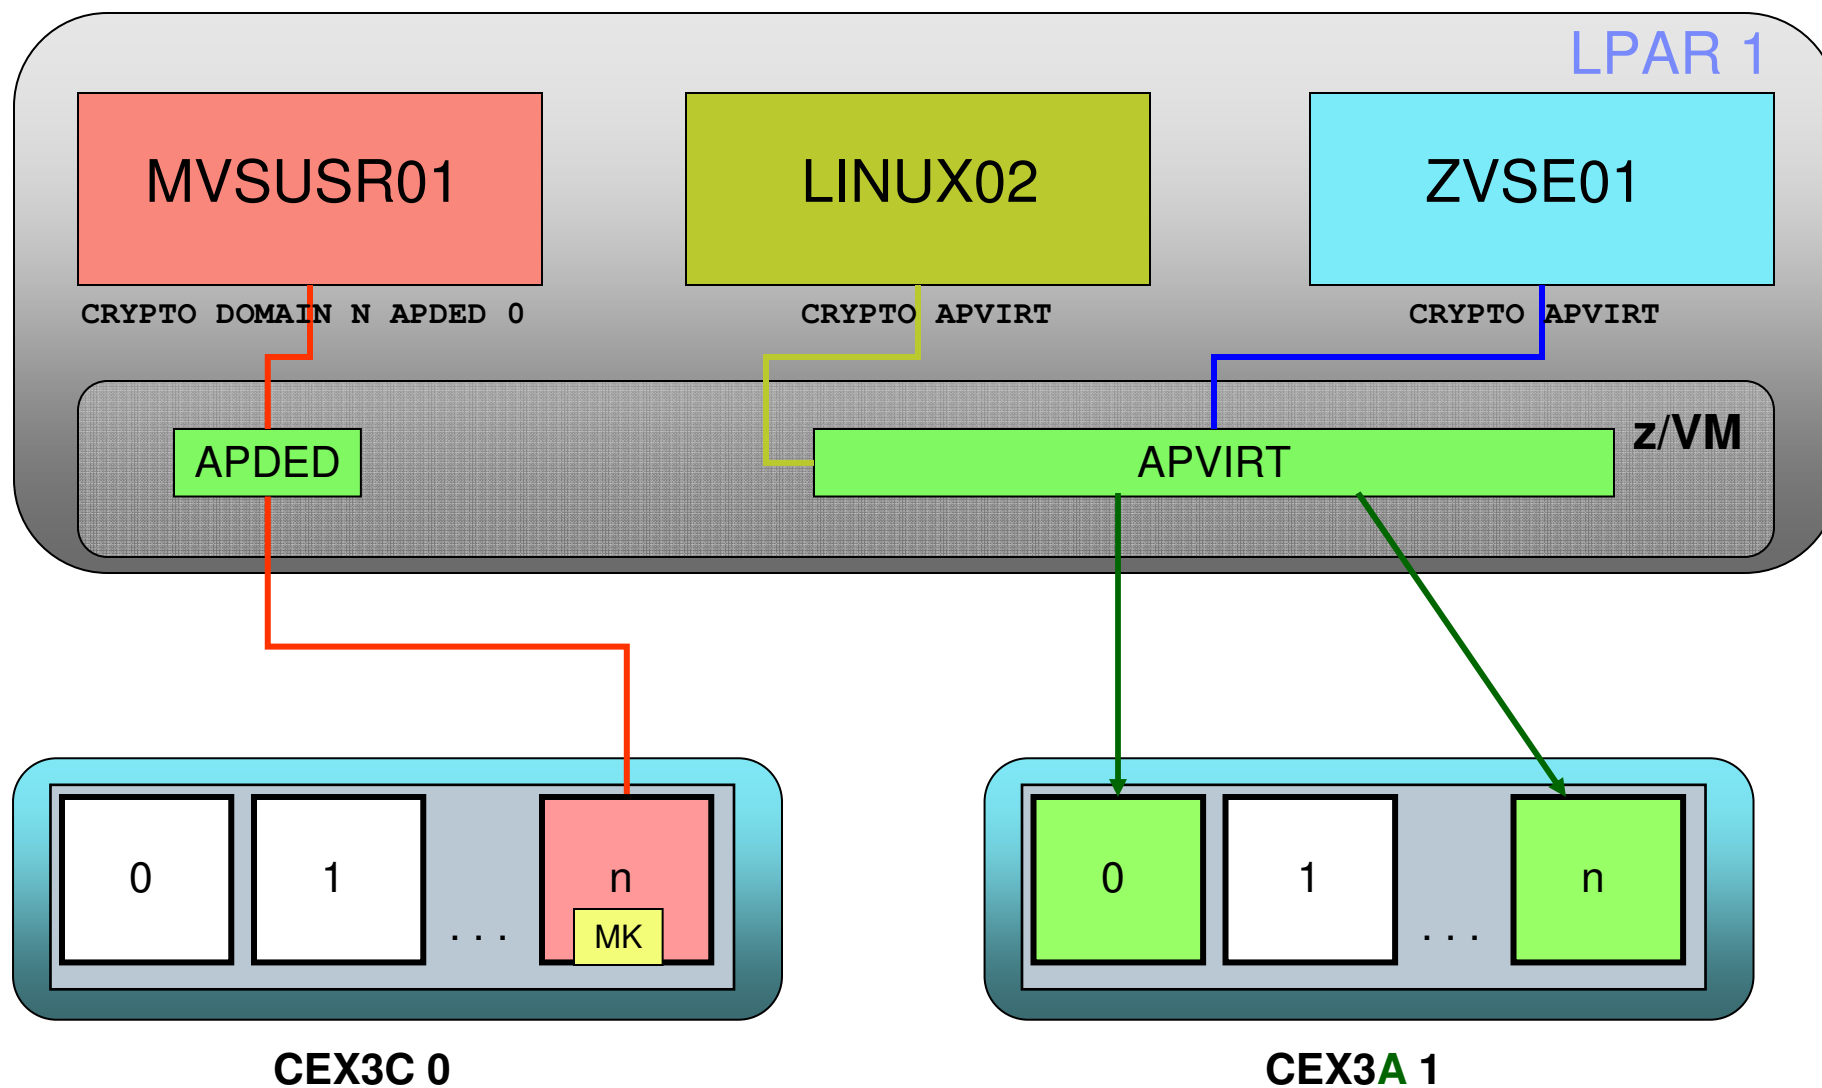 LPAR 1
MVSUSR01
LINUX02
ZVSE01
CRYPTO DOMAIN N APDED 0
CRYPTO APVIRT
CRYPTO APVIRT
z/VM
APDED
APVIRT
0
1
. . .
n
MK
0
1
. . .
n
CEX3C 0
CEX3A 1